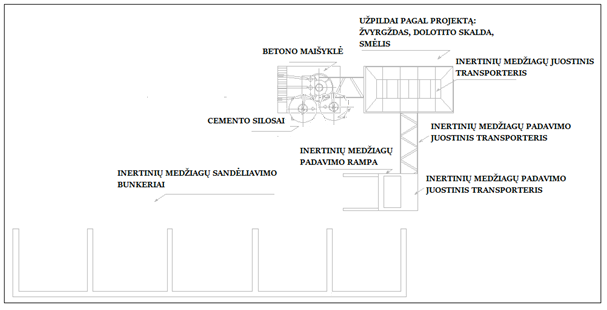 UŽPILDAI PAGAL PROJEKTĄ:
ŽVYRGŽDAS, DOLOTITO SKALDA,
SMĖLIS
BETONO MAIŠYKLĖ
INERTINIŲ MEDŽIAGŲ JUOSTINIS
TRANSPORTERIS
CEMENTO SILOSAI
INERTINIŲ MEDŽIAGŲ PADAVIMO
JUOSTINIS TRANSPORTERIS
INERTINIŲ MEDŽIAGŲ
PADAVIMO RAMPA
INERTINIŲ MEDŽIAGŲ SANDĖLIAVIMO
BUNKERIAI
INERTINIŲ MEDŽIAGŲ PADAVIMO
JUOSTINIS TRANSPORTERIS